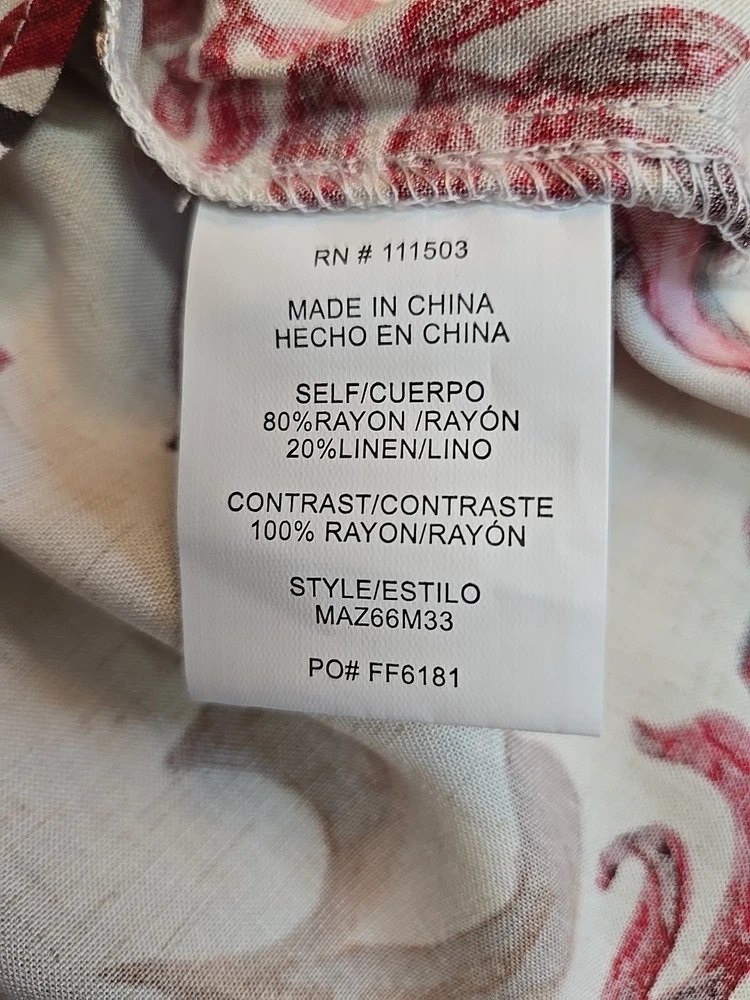 RN # 111503
MADE IN CHINA
HECHO EN CHINA
SELF/CUERPO
80%RAYON /RAYÓN
20%LINEN/LINO
CONTRAST/CONTRASTE
100% RAYON/RAYÓN
STYLE/ESTILO
MAZ66M33
PO# FF6181